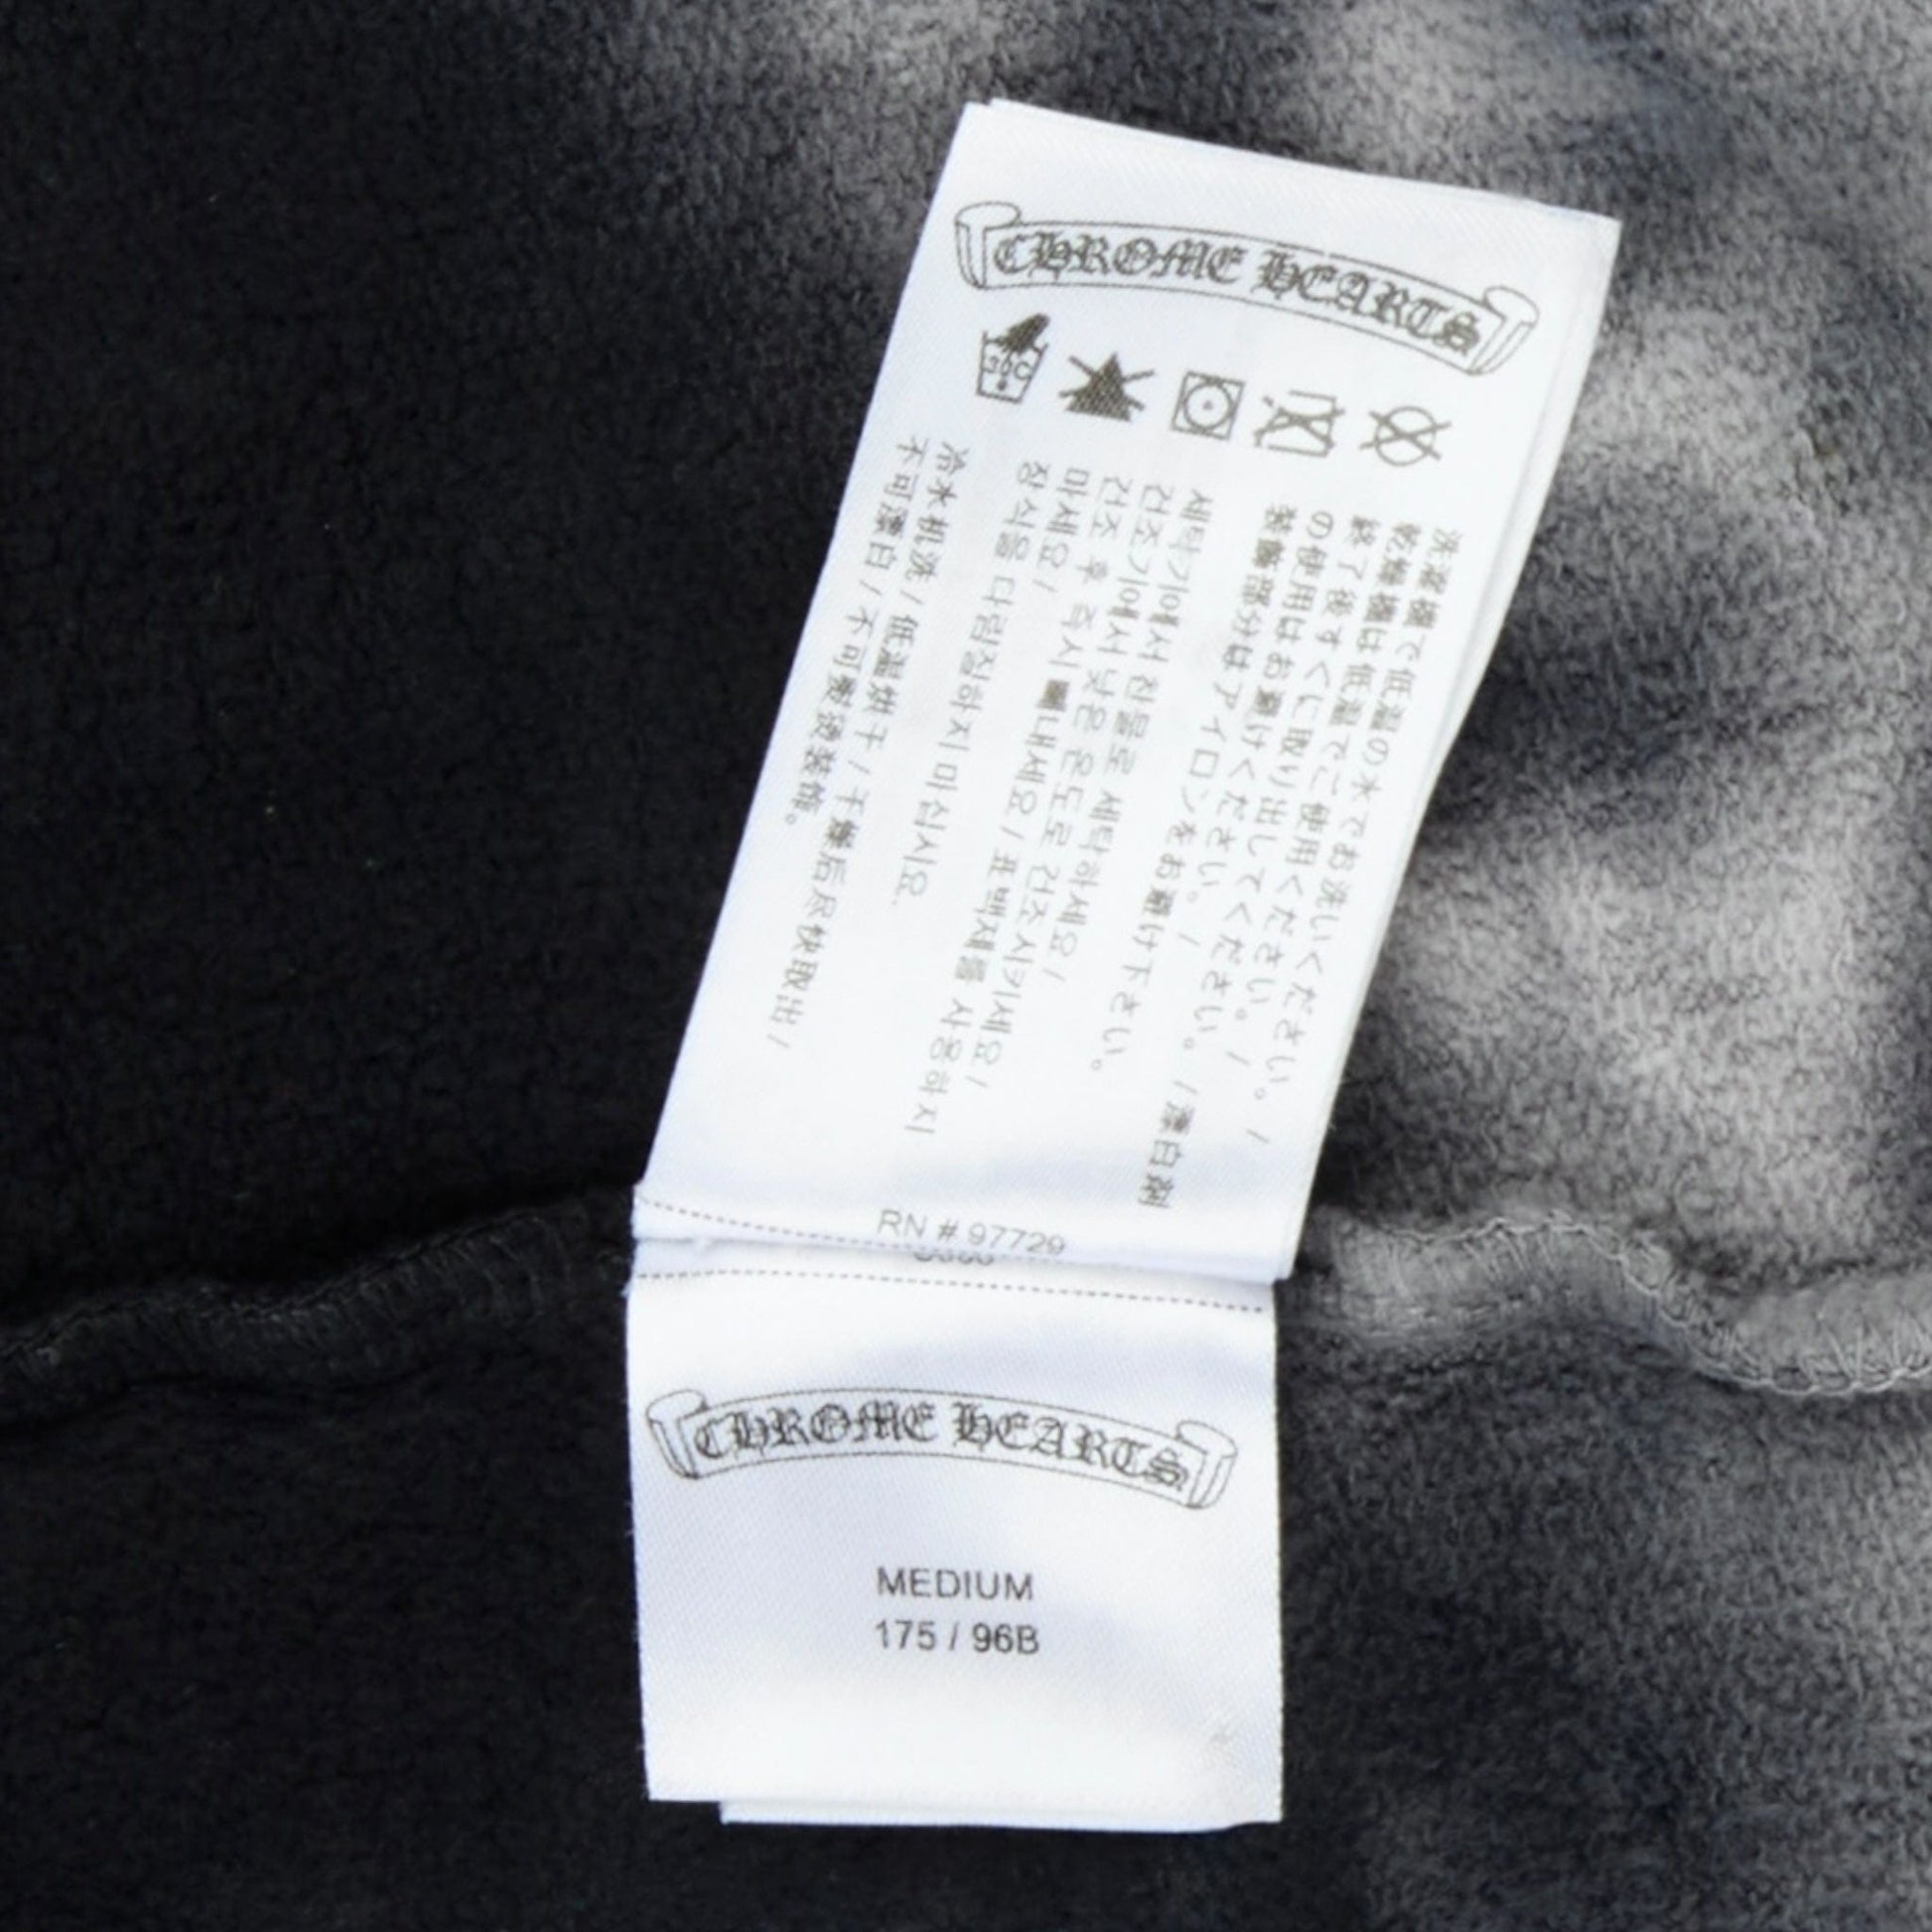 CHROME HEARTS
30C
洗濯機で低温の水でお洗いください。/
乾燥機は低温でご使用ください。/
終了後すぐに取り出してください。/ 漂白剤
の使用はお避けください。/
装飾部分はアイロンをお避け下さい。
세탁기에서 찬물로 세탁하세요/
건조기에서 낮은 온도로 건조시키세요/
건조 후 즉시 꺼내세요/ 표백제를 사용하지
마세요/
장식을 다림질하지 마십시요.
冷水机洗/低温烘干/干燥后尽快取出/
不可漂白/不可熨烫装饰。
RN # 97729
CHROME HEARTS
MEDIUM
175 / 96B